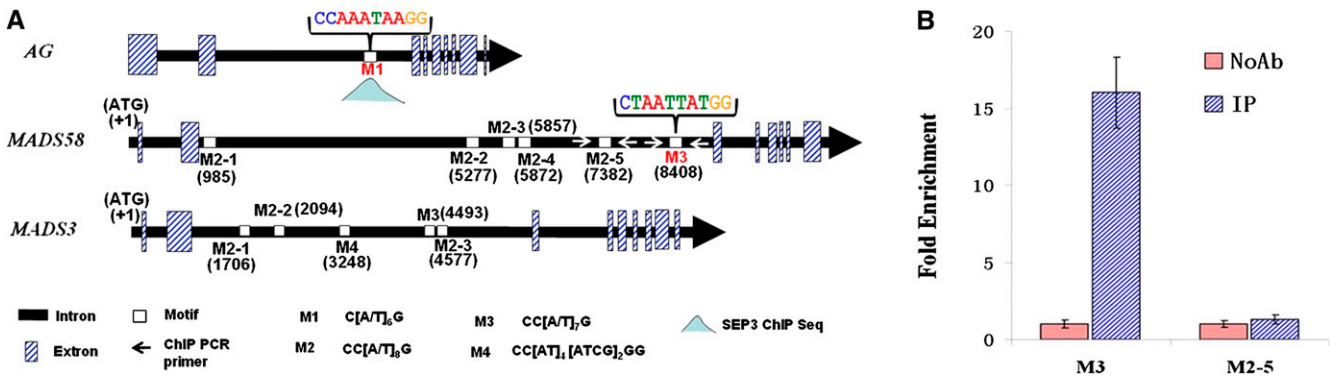 A
CCAAATAAGG
AG
M1
(ATG)
(+1)
CTAATTATGG
MADS58
M2-3 (5857)
M2-1
(985)
M2-2
(5277)
M2-4
(5872)
M2-5
(7382)
M3
(8408)
(ATG)
(+1)
MADS3
M2-2 (2094)
M3(4493)
M2-1
(1706)
M4
(3248)
M2-3
(4577)
Intron
Motif
M1 C[A/T]6G
M3 CC[A/T]7G
SEP3 ChIP Seq
Extron
ChIP PCR
primer
M2 CC[A/T]8G
M4 CC[AT]4[ATCG]2GG
B
Fold Enrichment
20
15
10
5
0
NoAb
IP
M3
M2-5